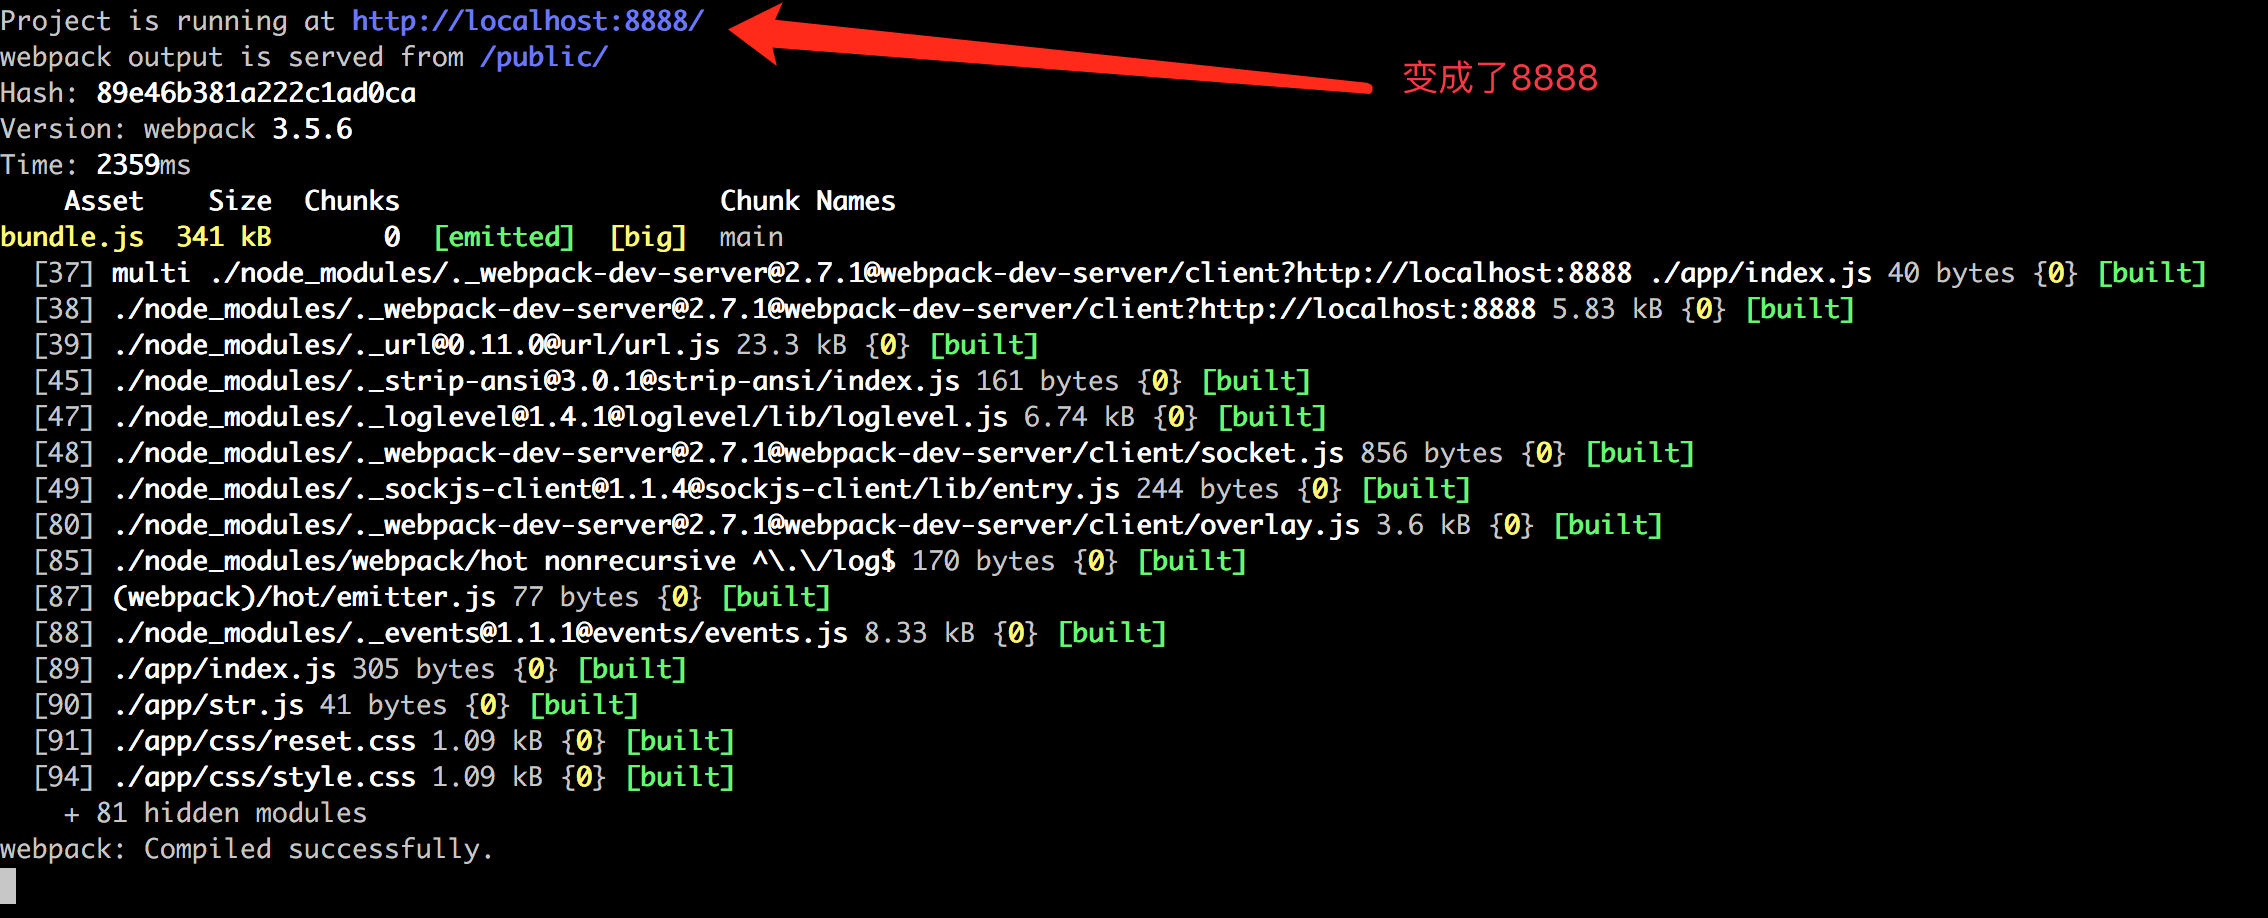 Project is running at http://localhost:8888/
webpack output is served from /public/
变成了8888
Hash: 89e46b381a222c1ad0ca
Version: webpack 3.5.6
Time: 2359ms
Asset Size Chunks Chunk Names
bundle.js 341 kB 0 [emitted] [big] main
[37] multi ./node_modules/._webpack-dev-server@2.7.1@webpack-dev-server/client?http://localhost:8888 ./app/index.js 40 bytes {0} [built]
[38] ./node_modules/._webpack-dev-server@2.7.1@webpack-dev-server/client?http://localhost:8888 5.83 kB {0} [built]
[39] ./node_modules/._url@0.11.0@url/url.js 23.3 kB {0} [built]
[45] ./node_modules/._strip-ansi@3.0.1@strip-ansi/index.js 161 bytes {0} [built]
[47] ./node_modules/._loglevel@1.4.1@loglevel/lib/loglevel.js 6.74 kB {0} [built]
[48] ./node_modules/._webpack-dev-server@2.7.1@webpack-dev-server/client/socket.js 856 bytes {0} [built]
[49] ./node_modules/._sockjs-client@1.1.4@sockjs-client/lib/entry.js 244 bytes {0} [built]
[80] ./node_modules/._webpack-dev-server@2.7.1@webpack-dev-server/client/overlay.js 3.6 kB {0} [built]
[85] ./node_modules/webpack/hot nonrecursive ^\.\/log$ 170 bytes {0} [built]
[87] (webpack)/hot/emitter.js 77 bytes {0} [built]
[88] ./node_modules/._events@1.1.1@events/events.js 8.33 kB {0} [built]
[89] ./app/index.js 305 bytes {0} [built]
[90] ./app/str.js 41 bytes {0} [built]
[91] ./app/css/reset.css 1.09 kB {0} [built]
[94] ./app/css/style.css 1.09 kB {0} [built]
+ 81 hidden modules
webpack: Compiled successfully.